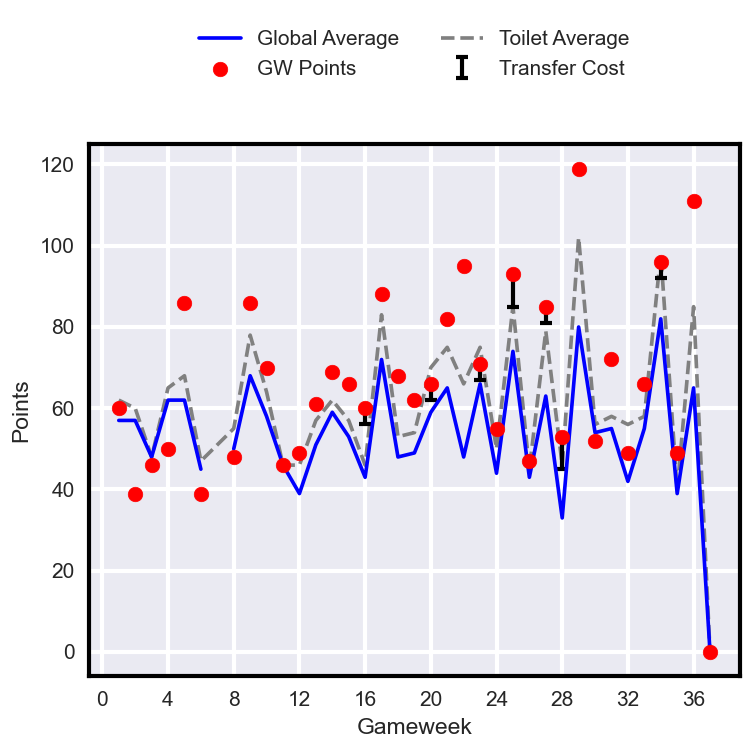 Global Average
Toilet Average
GW Points
Transfer Cost
120
100
80
60
40
20
0
Points
0 4 8 12 16 20 24 28 32 36
Gameweek